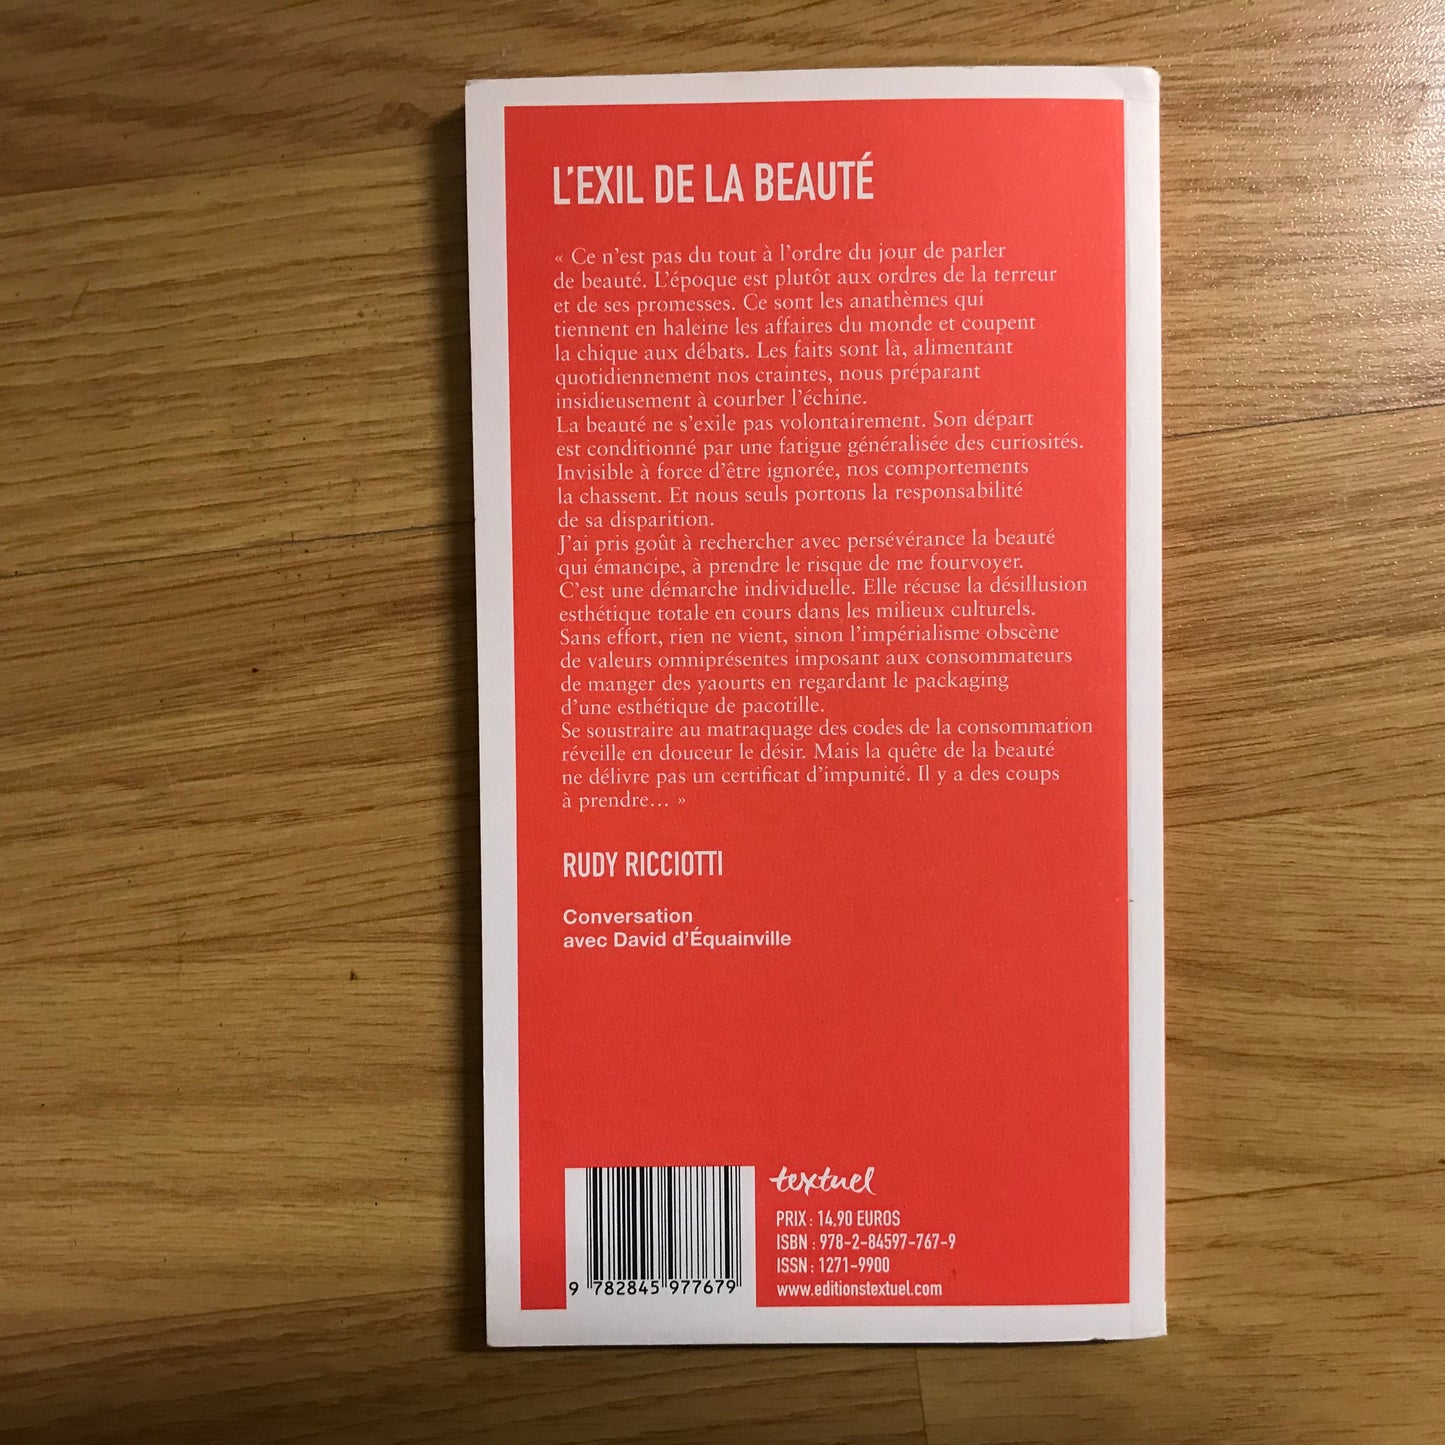 L'EXIL DE LA BEAUTÉ
« Ce n'est pas du tout à l'ordre du jour de parler
de beauté. L'époque est plutôt aux ordres de la terreur
et de ses promesses. Ce sont les anathèmes qui
tiennent en haleine les affaires du monde et coupent
la chique aux débats. Les faits sont là, alimentant
quotidiennement nos craintes, nous préparant
insidieusement à courber l'échine.
La beauté ne s'exile pas volontairement. Son départ
est conditionné par une fatigue généralisée des curiosités.
Invisible à force d'être ignorée, nos comportements
la chassent. Et nous seuls portons la responsabilité
de sa disparition.
J'ai pris goût à rechercher avec persévérance la beauté
qui émancipe, à prendre le risque de me fourvoyer.
C'est une démarche individuelle. Elle récuse la désillusion
esthétique totale en cours dans les milieux culturels.
Sans effort, rien ne vient, sinon l'impérialisme obscène
de valeurs omniprésentes imposant aux consommateurs
de manger des yaourts en regardant le packaging
d'une esthétique de pacotille.
Se soustraire au matraquage des codes de la consommation
réveille en douceur le désir. Mais la quête de la beauté
ne délivre pas un certificat d'impunité. Il y a des coups
à prendre... »
RUDY RICCIOTTI
Conversation
avec David d'Équainville
textuel
PRIX : 14,90 EUROS
ISBN : 978-2-84597-767-9
ISSN : 1271-9900
www.editionstextuel.com
9 782845 977679